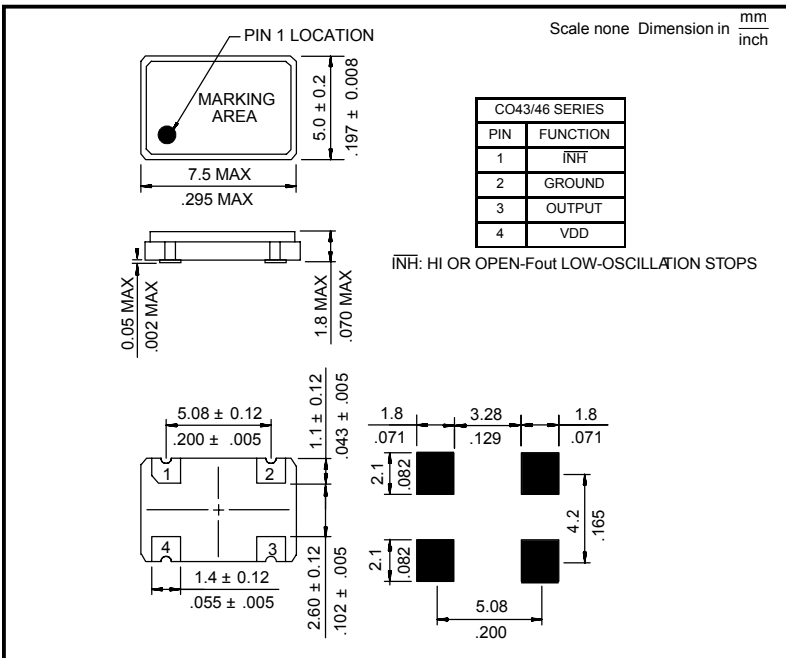 Scale none Dimension in mm
inch
PIN 1 LOCATION
MARKING
AREA
5.0 ± 0.2
.197 ± 0.008
7.5 MAX
.295 MAX
CO43/46 SERIES
PIN FUNCTION
1 INH
2 GROUND
3 OUTPUT
4 VDD
INH: HI OR OPEN-Fout LOW-OSCILLATION STOPS
0.05 MAX
.002 MAX
1.8 MAX
.070 MAX
5.08 ± 0.12
.200 ± .005
1.1 ± 0.12
.043 ± .005
1
2
4
3
1.4 ± 0.12
.055 ± .005
2.60 ± 0.12
.102 ± .005
1.8
.071
3.28
.129
1.8
.071
2.1
.082
4.2
.165
2.1
.082
5.08
.200